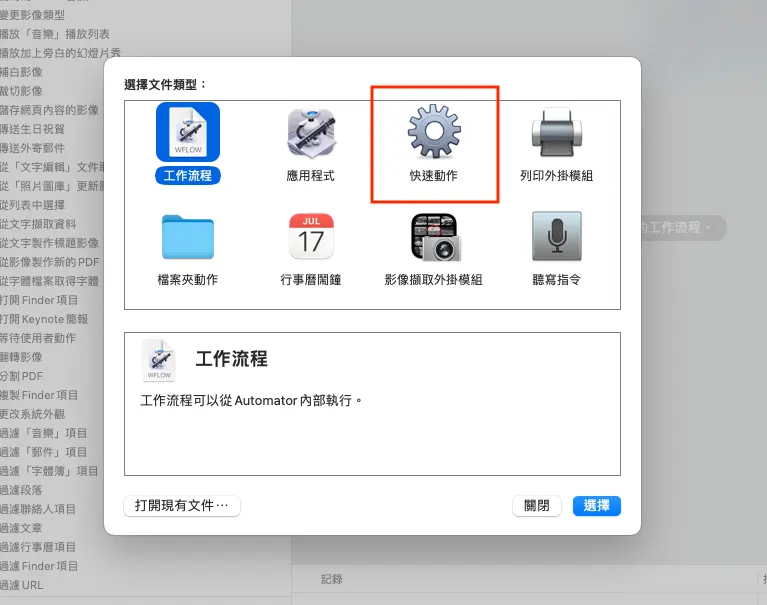 變更影像類型
播放「音樂」播放列表
播放加上旁白的幻燈片秀
補白影像
裁切影像
儲存網頁內容的影像
傳送生日祝賀
傳送外寄郵件
從「文字編輯」文件
從「照片圖庫」更新
從列表中選擇
從文字擷取資料
從文字製作標題影像
從影像製作新的 PDF
從字體檔案取得字體
打開 Finder 項目
打開 Keynote 簡報
等待使用者動作
翻轉影像
分割 PDF
複製 Finder 項目
更改系統外觀
過濾「音樂」項目
過濾「郵件」項目
過濾「字體簿」項目
過濾段落
過濾聯絡人項目
過濾文章
過濾行事曆項目
過濾 Finder 項目
過濾 URL
選擇文件類型：
WFLOW
工作流程
應用程式
快速動作
列印外掛模組
檔案夾動作
JUL
17
行事曆鬧鐘
影像擷取外掛模組
聽寫指令
WFLOW
工作流程
工作流程可以從 Automator 內部執行。
打開現有文件⋯
關閉
選擇
的工作流程。
記錄